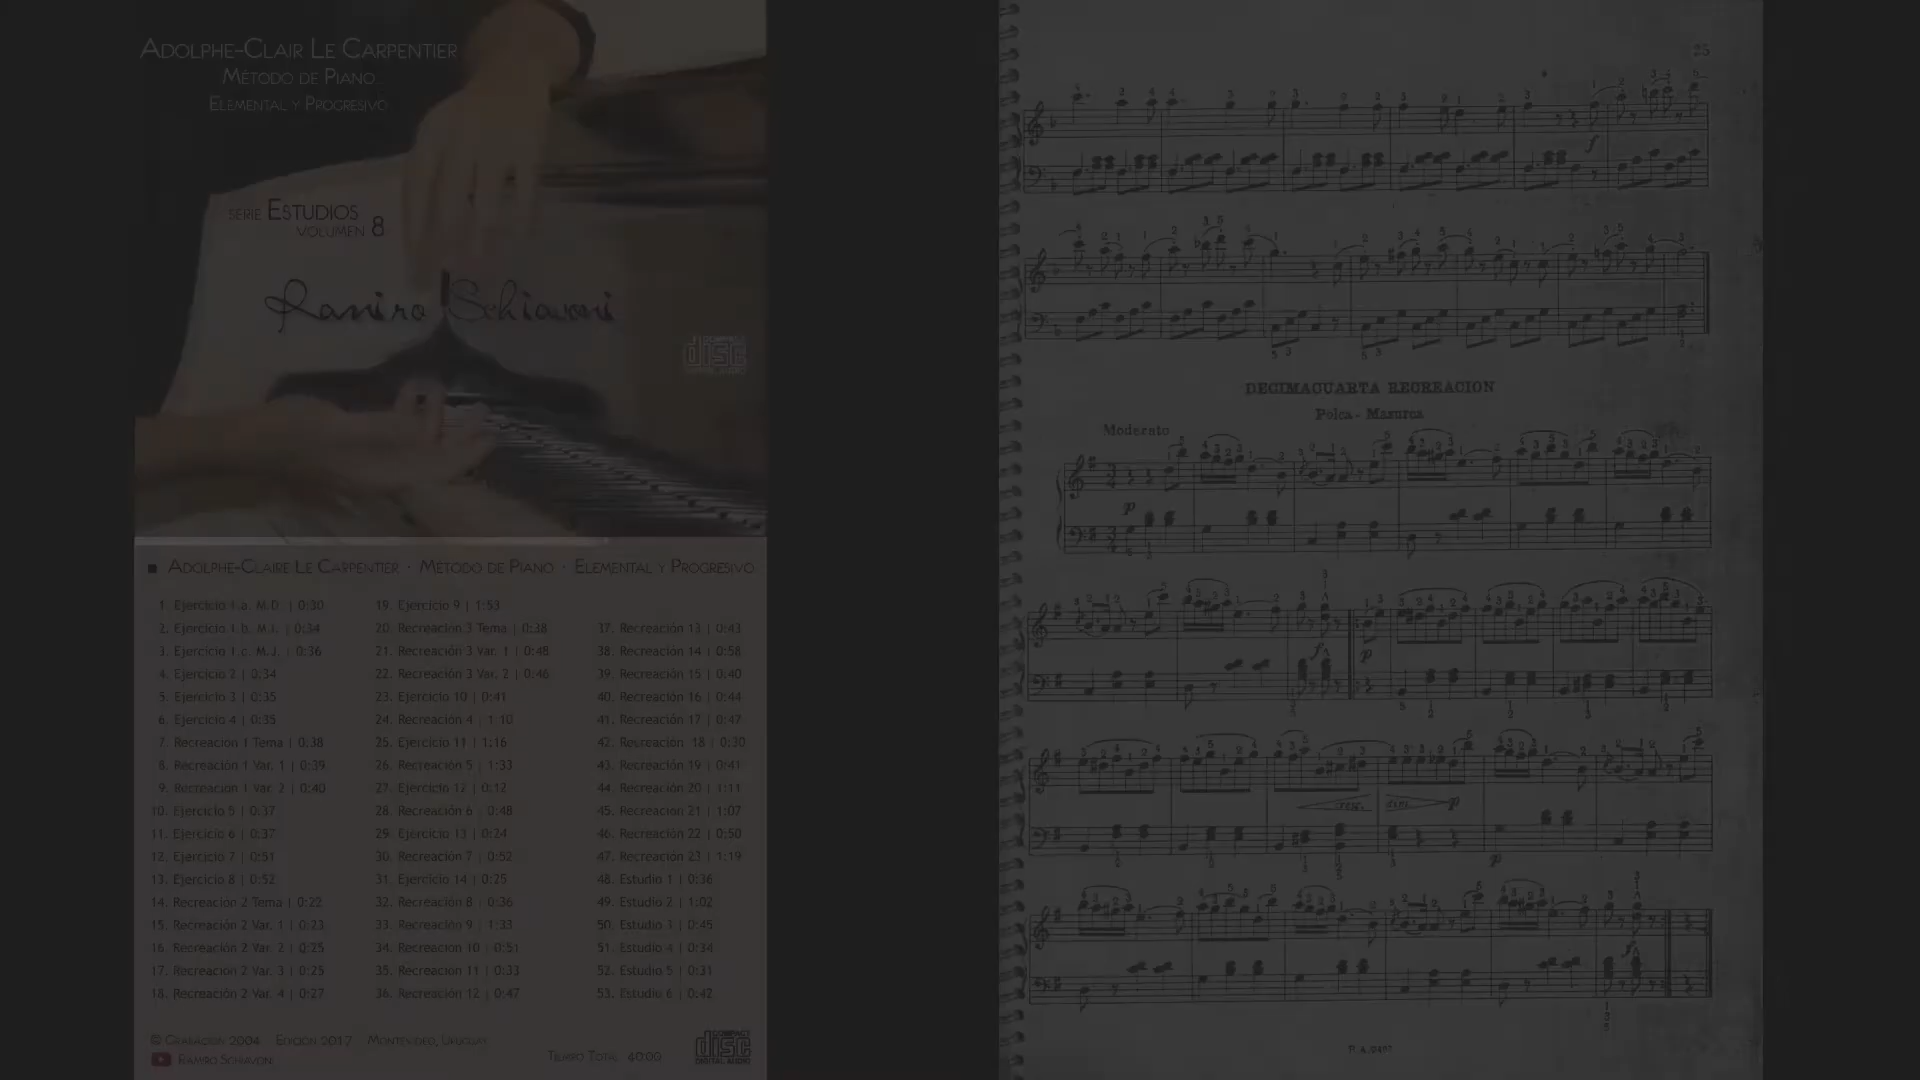 ADOLPHE-CLAIR LE CARPENTIER
MÉTODO DE PIANO
ELEMENTAL Y PROGRESIVO
SERIE ESTUDIOS
VOLUMEN 8
Ramiro Schiavoni
COMPACT
disc
DIGITAL AUDIO
ADOLPHE-CLAIRE LE CARPENTIER · MÉTODO DE PIANO · ELEMENTAL Y PROGRESIVO
1. Ejercicio 1.a. M.D. | 0:30
2. Ejercicio 1.b. M.I. | 0:34
3. Ejercicio 1.c. M.J. | 0:36
4. Ejercicio 2 | 0:34
5. Ejercicio 3 | 0:35
6. Ejercicio 4 | 0:35
7. Recreación 1 Tema | 0:38
8. Recreación 1 Var. 1 | 0:39
9. Recreación 1 Var. 2 | 0:40
10. Ejercicio 5 | 0:37
11. Ejercicio 6 | 0:37
12. Ejercicio 7 | 0:51
13. Ejercicio 8 | 0:52
14. Recreación 2 Tema | 0:22
15. Recreación 2 Var. 1 | 0:23
16. Recreación 2 Var. 2 | 0:25
17. Recreación 2 Var. 3 | 0:25
18. Recreación 2 Var. 4 | 0:27
19. Ejercicio 9 | 1:53
20. Recreación 3 Tema | 0:38
21. Recreación 3 Var. 1 | 0:48
22. Recreación 3 Var. 2 | 0:46
23. Ejercicio 10 | 0:41
24. Recreación 4 | 1:10
25. Ejercicio 11 | 1:16
26. Recreación 5 | 1:33
27. Ejercicio 12 | 0:12
28. Recreación 6 | 0:48
29. Ejercicio 13 | 0:24
30. Recreación 7 | 0:52
31. Ejercicio 14 | 0:25
32. Recreación 8 | 0:36
33. Recreación 9 | 1:33
34. Recreación 10 | 0:51
35. Recreación 11 | 0:33
36. Recreación 12 | 0:47
37. Recreación 13 | 0:43
38. Recreación 14 | 0:58
39. Recreación 15 | 0:40
40. Recreación 16 | 0:44
41. Recreación 17 | 0:47
42. Recreación 18 | 0:30
43. Recreación 19 | 0:41
44. Recreación 20 | 1:11
45. Recreación 21 | 1:07
46. Recreación 22 | 0:50
47. Recreación 23 | 1:19
48. Estudio 1 | 0:36
49. Estudio 2 | 1:02
50. Estudio 3 | 0:45
51. Estudio 4 | 0:34
52. Estudio 5 | 0:31
53. Estudio 6 | 0:42
© GRABACIÓN 2004 EDICIÓN 2017 MONTEVIDEO, URUGUAY
RAMIRO SCHIAVONI
TIEMPO TOTAL 40:00
COMPACT
disc
DIGITAL AUDIO
25
f
DECIMACUARTA RECREACION
Polca - Mazurca
Moderato
p
f
p
cresc. dim. p
p
f